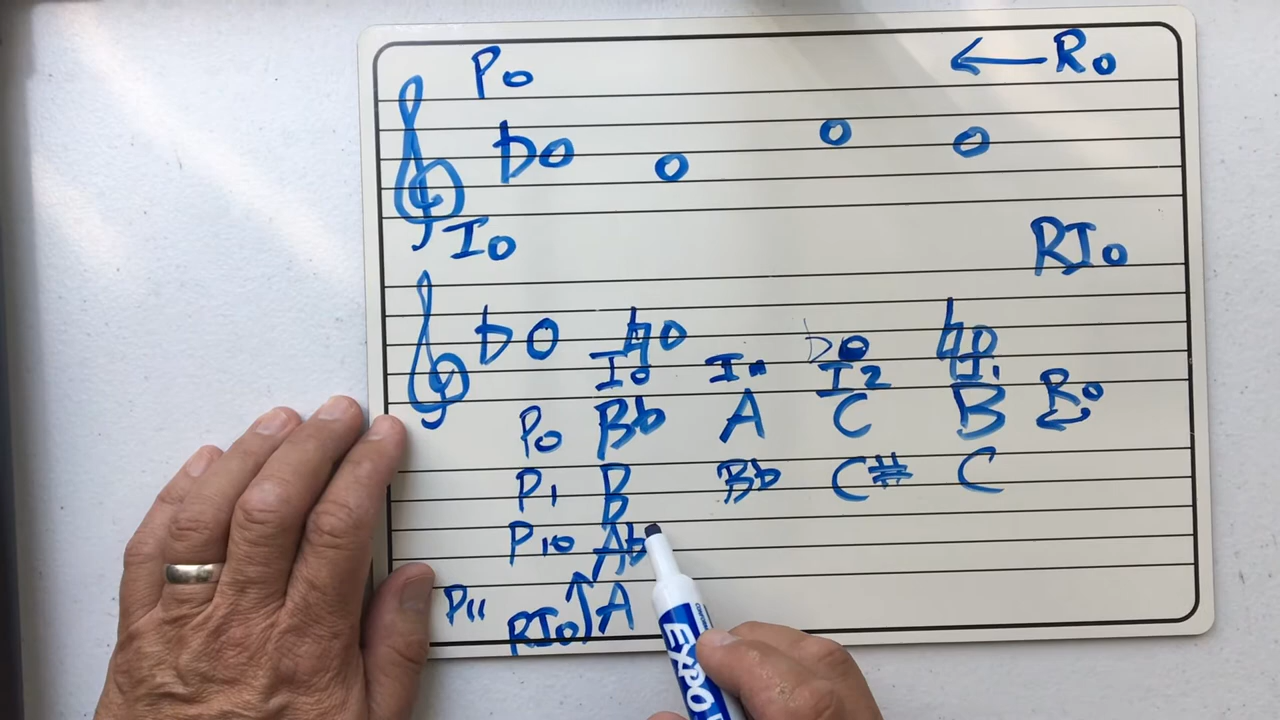 P0 ← R0
♭
I0 RI0
♭ ♮ ♭ ♮
I0 I11 I2 I1
P0 Bb A C B R0
P1 B Bb C# C
P10 Ab
P11 RI0 A
EXPO